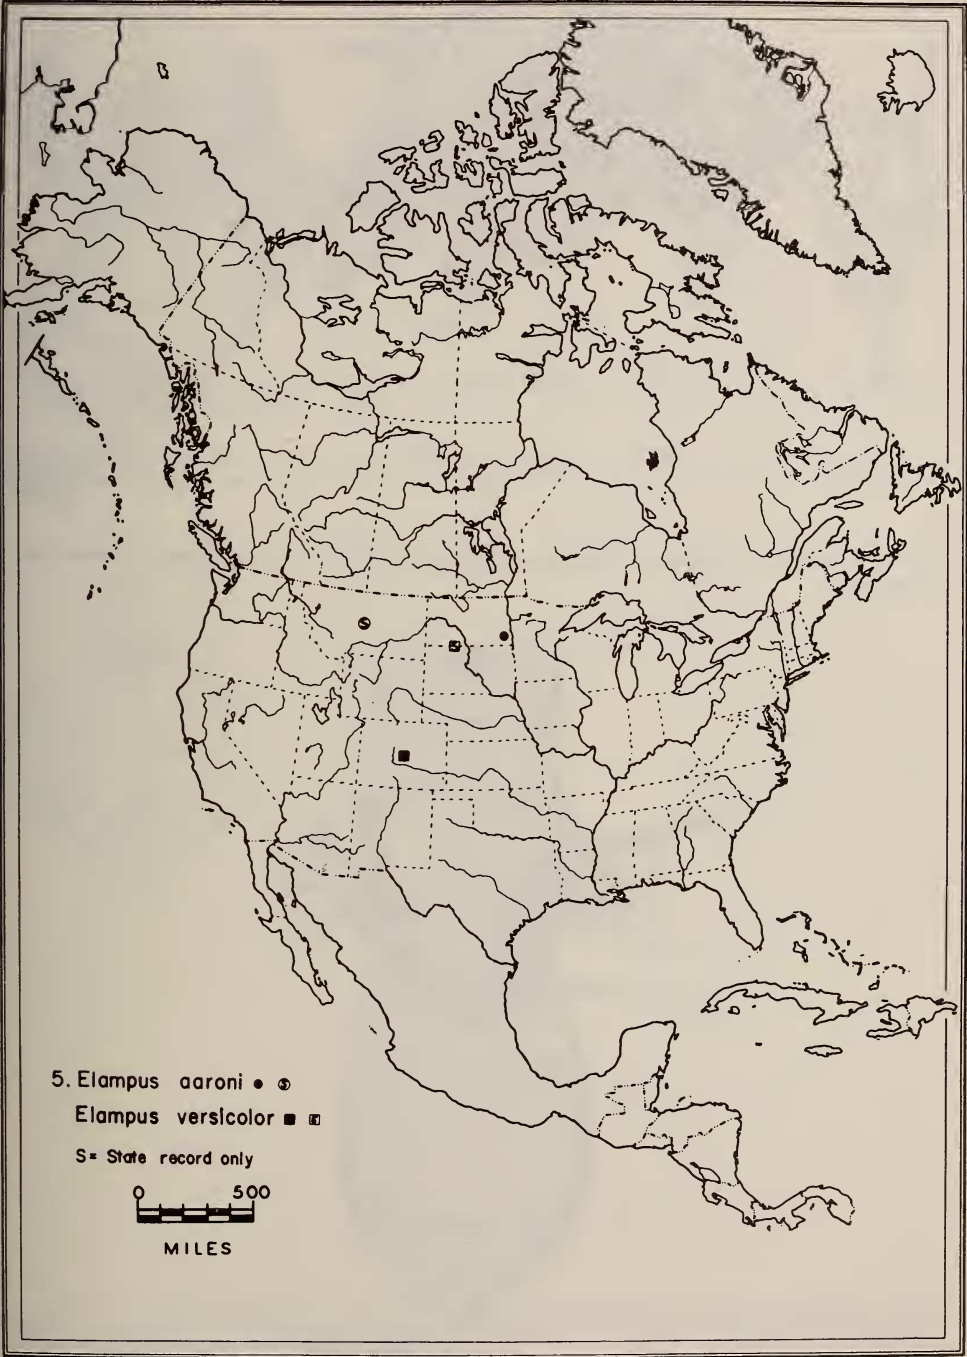 5. Elampus aaroni ● Ⓢ
Elampus versicolor ■ 🅂
S= State record only
0 500
MILES